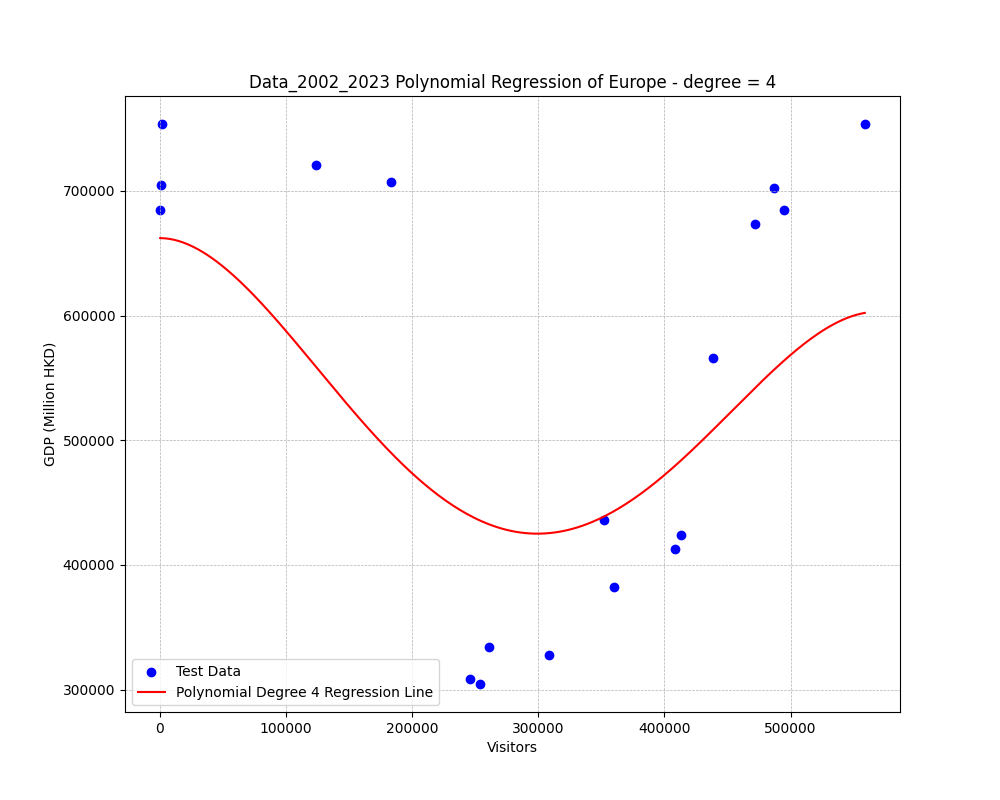 Data_2002_2023 Polynomial Regression of Europe - degree = 4
GDP (Million HKD)
700000
600000
500000
400000
300000
Test Data
Polynomial Degree 4 Regression Line
0 100000 200000 300000 400000 500000
Visitors